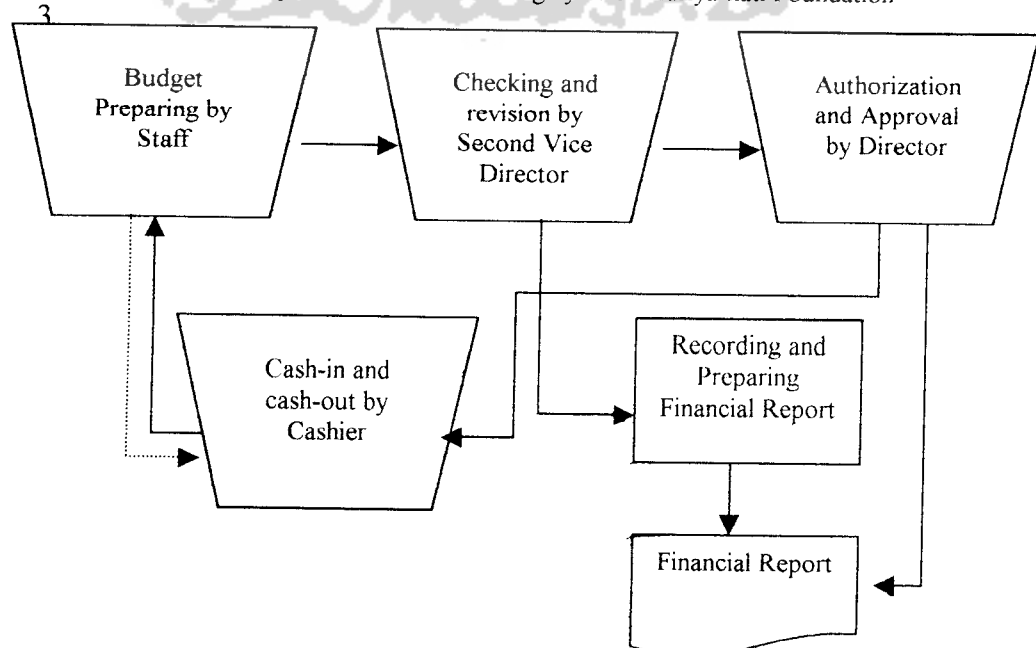 Foundation
3
Budget
Preparing by
Staff
Checking and
revision by
Second Vice
Director
Authorization
and Approval
by Director
Cash-in and
cash-out by
Cashier
Recording and
Preparing
Financial Report
Financial Report